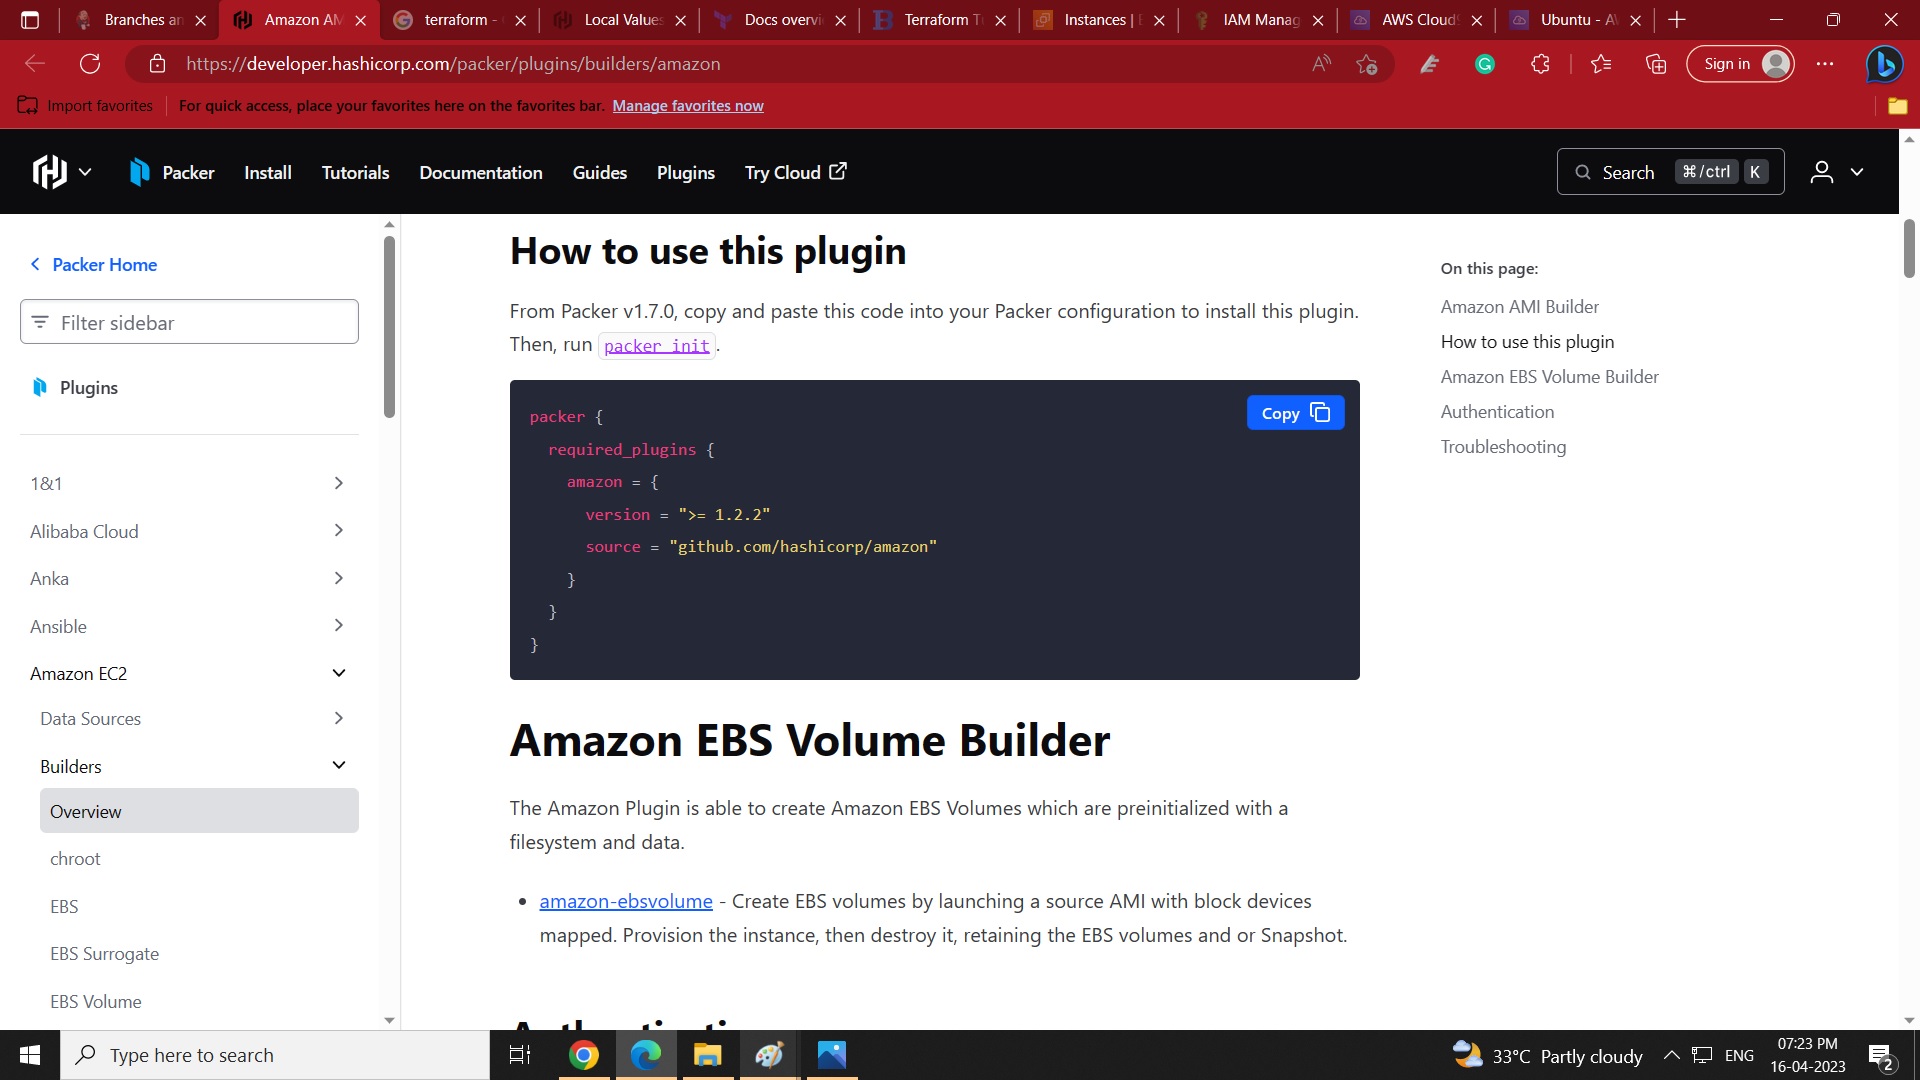 Branches an
Amazon AM
terraform -
Local Values
Docs overvi
Terraform T
Instances | E
IAM Manag
AWS Cloud
Ubuntu - A
https://developer.hashicorp.com/packer/plugins/builders/amazon
Sign in
Import favorites
For quick access, place your favorites here on the favorites bar. Manage favorites now
Packer
Install
Tutorials
Documentation
Guides
Plugins
Try Cloud
Search
⌘/ctrl
K
Packer Home
Filter sidebar
Plugins
1&1
Alibaba Cloud
Anka
Ansible
Amazon EC2
Data Sources
Builders
Overview
chroot
EBS
EBS Surrogate
EBS Volume
How to use this plugin
From Packer v1.7.0, copy and paste this code into your Packer configuration to install this plugin.
Then, run packer init.
Copy
packer {
required_plugins {
amazon = {
version = ">= 1.2.2"
source = "github.com/hashicorp/amazon"
}
}
}
Amazon EBS Volume Builder
The Amazon Plugin is able to create Amazon EBS Volumes which are preinitialized with a
filesystem and data.
• amazon-ebsvolume - Create EBS volumes by launching a source AMI with block devices
mapped. Provision the instance, then destroy it, retaining the EBS volumes and or Snapshot.
On this page:
Amazon AMI Builder
How to use this plugin
Amazon EBS Volume Builder
Authentication
Troubleshooting
Type here to search
33°C Partly cloudy
ENG
07:23 PM
16-04-2023
2